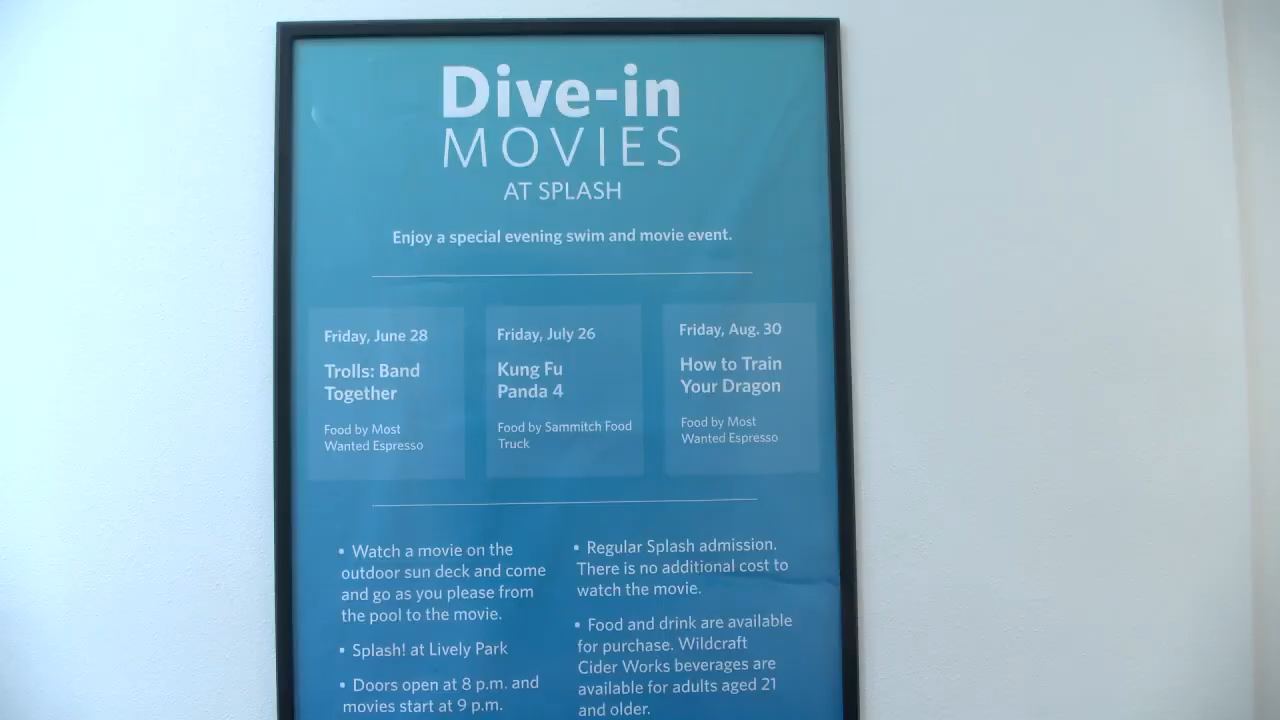 Dive-in
MOVIES
AT SPLASH
Enjoy a special evening swim and movie event.
Friday, June 28
Trolls: Band
Together
Food by Most
Wanted Espresso
Friday, July 26
Kung Fu
Panda 4
Food by Sammitch Food
Truck
Friday, Aug. 30
How to Train
Your Dragon
Food by Most
Wanted Espresso
• Watch a movie on the
outdoor sun deck and come
and go as you please from
the pool to the movie.
• Splash! at Lively Park
• Doors open at 8 p.m. and
movies start at 9 p.m.
• Regular Splash admission.
There is no additional cost to
watch the movie.
• Food and drink are available
for purchase. Wildcraft
Cider Works beverages are
available for adults aged 21
and older.